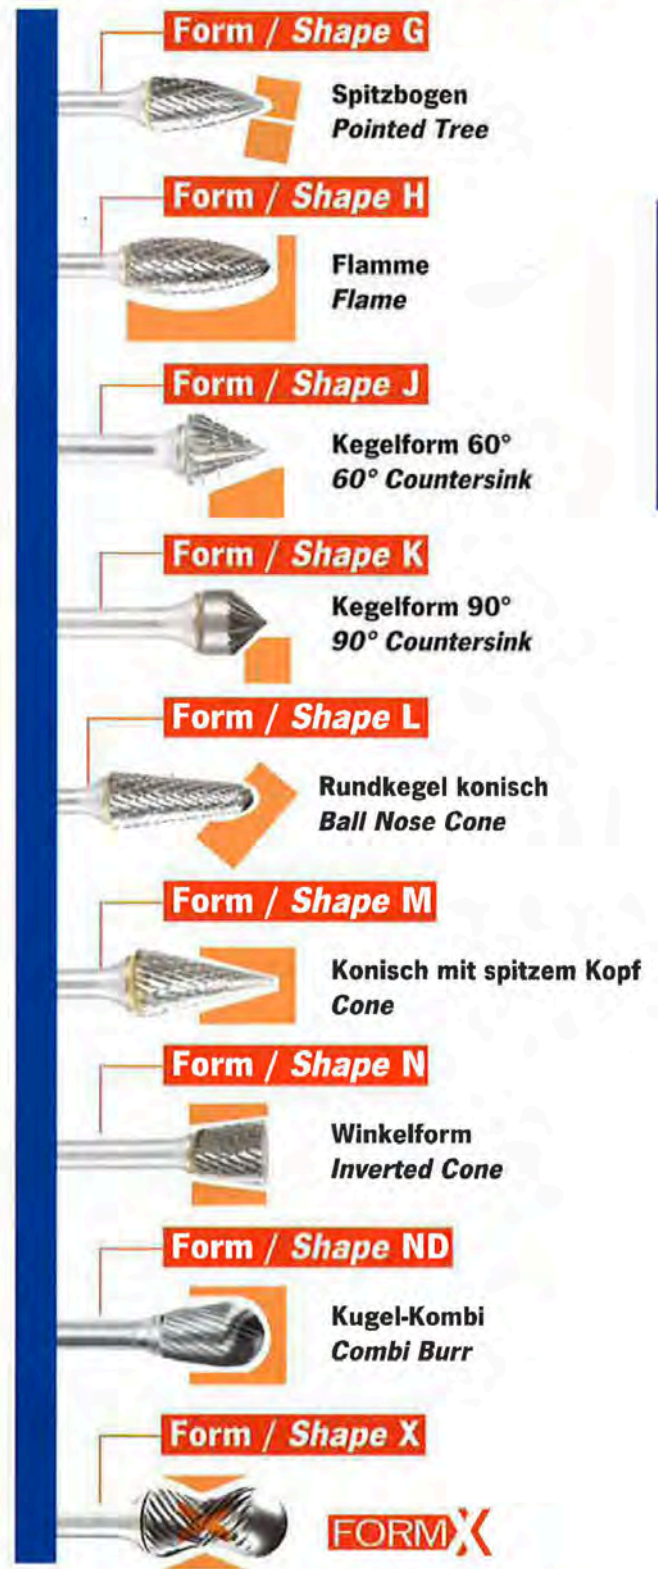 Form / Shape G
Spitzbogen
Pointed Tree
Form / Shape H
Flamme
Flame
Form / Shape J
Kegelform 60°
60° Countersink
Form / Shape K
Kegelform 90°
90° Countersink
Form / Shape L
Rundkegel konisch
Ball Nose Cone
Form / Shape M
Konisch mit spitzem Kopf
Cone
Form / Shape N
Winkelform
Inverted Cone
Form / Shape ND
Kugel-Kombi
Combi Burr
Form / Shape X
FORM X